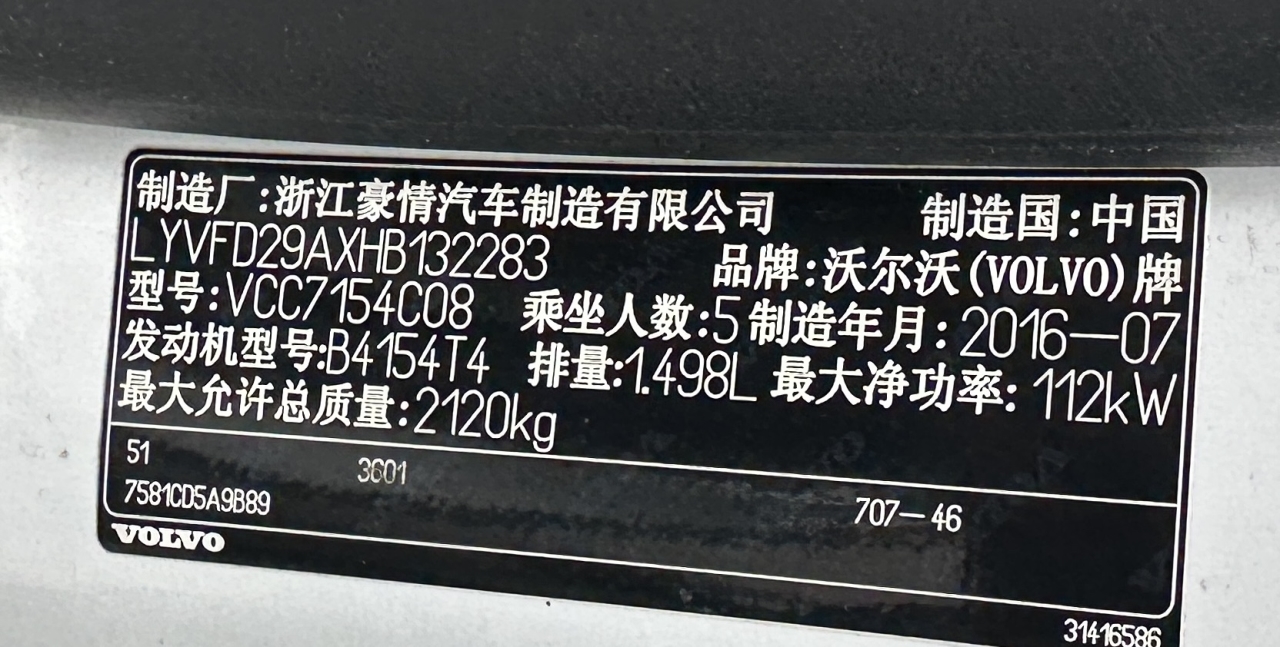 制造厂:浙江豪情汽车制造有限公司 制造国:中国
LYVFD29AXHB132283 品牌:沃尔沃(VOLVO)牌
型号:VCC7154C08 乘坐人数:5 制造年月:2016—07
发动机型号:B4154T4 排量:1.498L 最大净功率:112kW
最大允许总质量:2120kg
51 3601 707—46
7581CD5A9B89
VOLVO
31416586